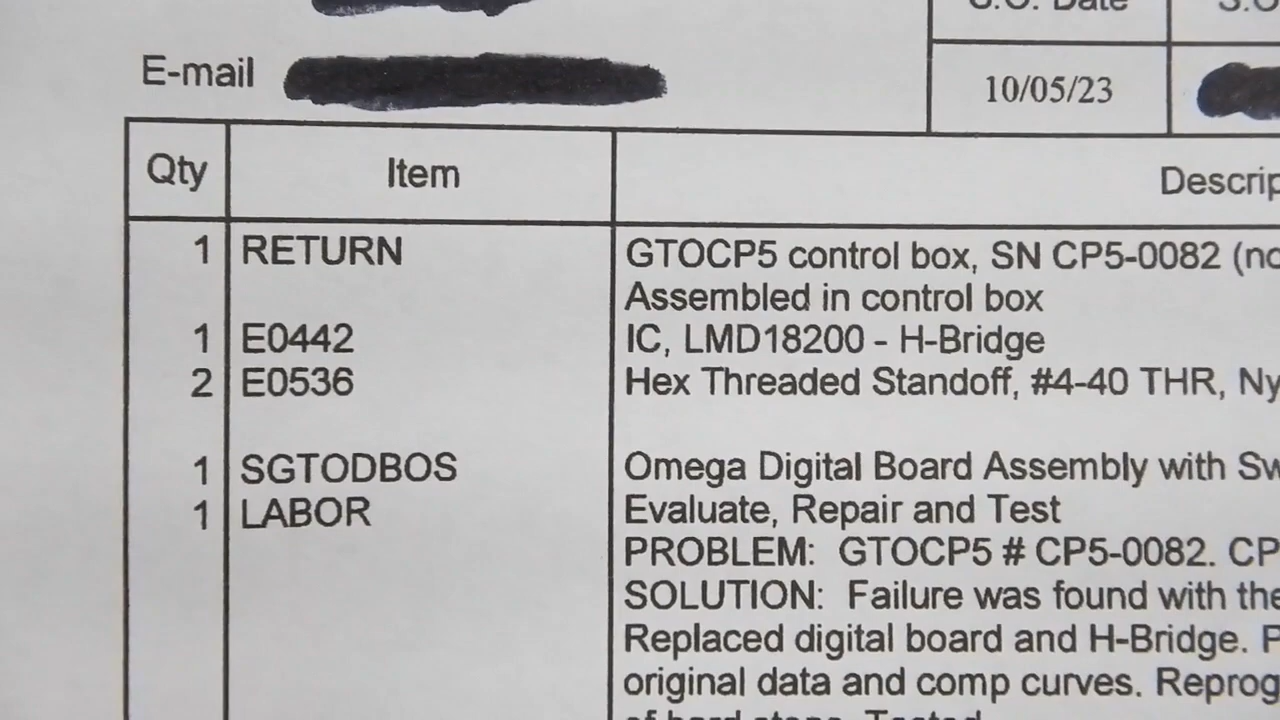 E-mail
10/05/23
Qty Item
1 RETURN GTOCP5 control box, SN CP5-0082
Assembled in control box
1 E0442 IC, LMD18200 - H-Bridge
2 E0536 Hex Threaded Standoff, #4-40 THR,
1 SGTODBOS Omega Digital Board Assembly with
1 LABOR Evaluate, Repair and Test
PROBLEM: GTOCP5 # CP5-0082.
SOLUTION: Failure was found with the
Replaced digital board and H-Bridge.
original data and comp curves.